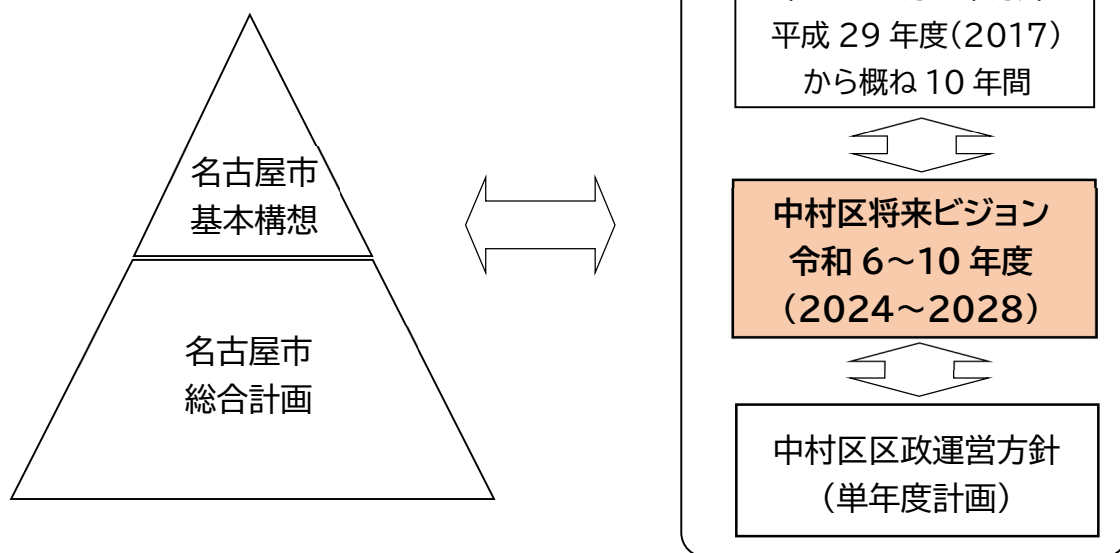 名古屋市
基本構想
名古屋市
総合計画
平成 29 年度(2017)
から概ね 10 年間
中村区将来ビジョン
令和 6～10 年度
(2024～2028)
中村区区政運営方針
(単年度計画)